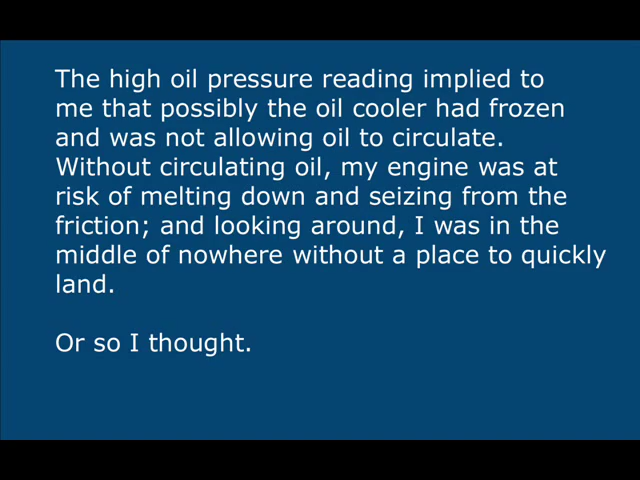 The high oil pressure reading implied to
me that possibly the oil cooler had frozen
and was not allowing oil to circulate.
Without circulating oil, my engine was at
risk of melting down and seizing from the
friction; and looking around, I was in the
middle of nowhere without a place to quickly
land.
Or so I thought.